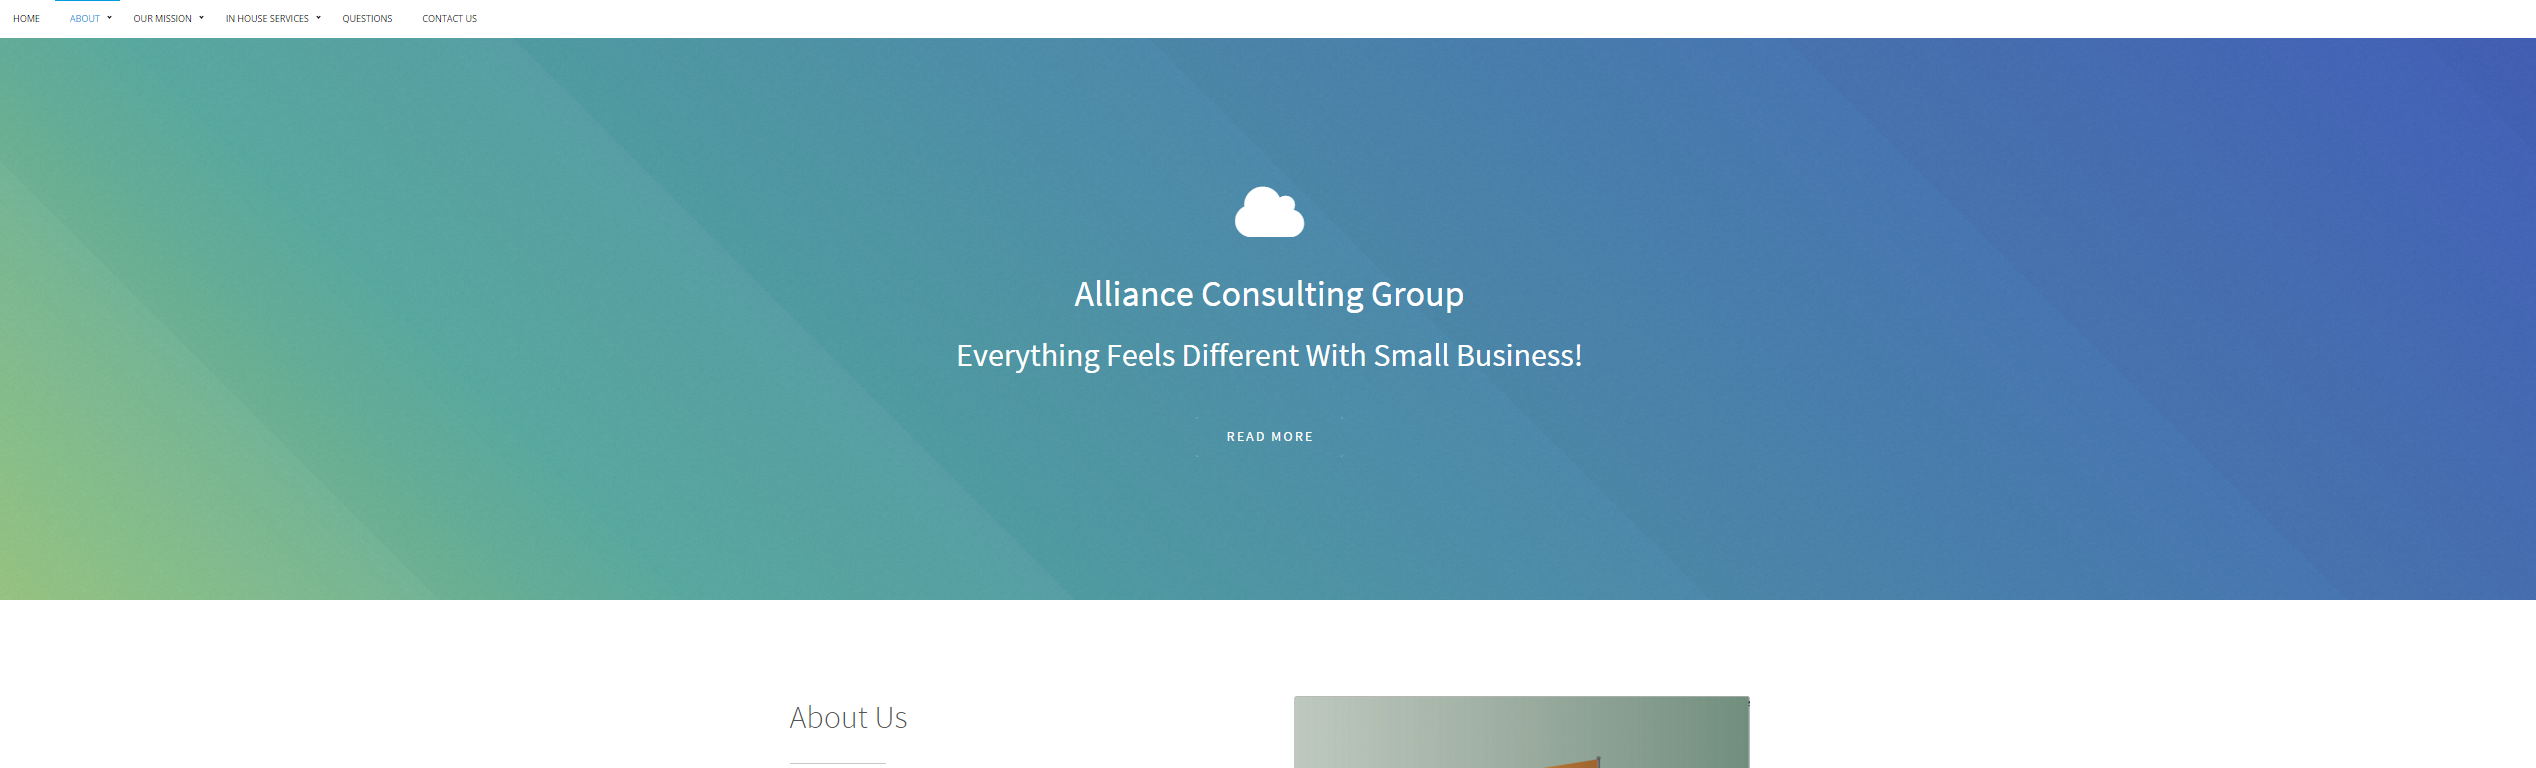 HOME ABOUT OUR MISSION IN HOUSE SERVICES QUESTIONS CONTACT US
Alliance Consulting Group
Everything Feels Different With Small Business!
READ MORE
About Us